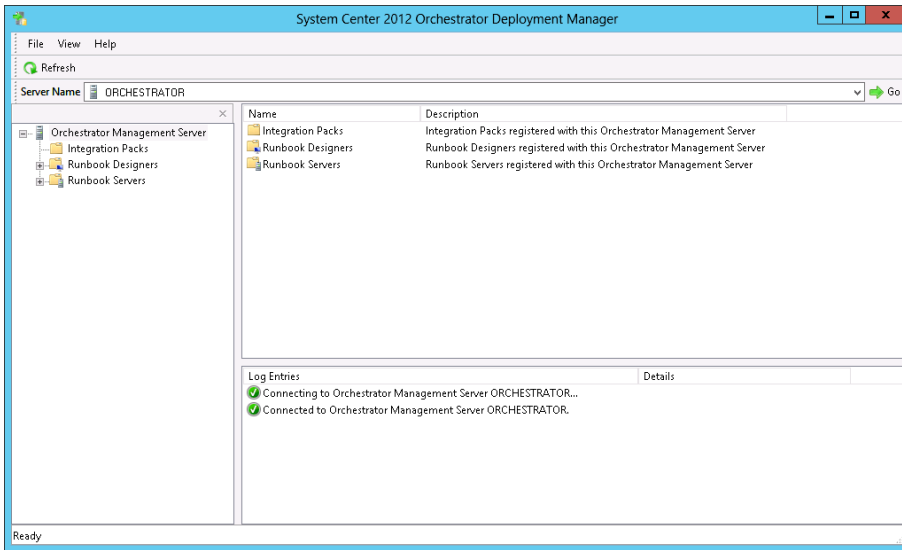 System Center 2012 Orchestrator Deployment Manager
File View Help
Refresh
Server Name ORCHESTRATOR Go
Orchestrator Management Server
Integration Packs
Runbook Designers
Runbook Servers
Name Description
Integration Packs Integration Packs registered with this Orchestrator Management Server
Runbook Designers Runbook Designers registered with this Orchestrator Management Server
Runbook Servers Runbook Servers registered with this Orchestrator Management Server
Log Entries Details
Connecting to Orchestrator Management Server ORCHESTRATOR...
Connected to Orchestrator Management Server ORCHESTRATOR.
Ready